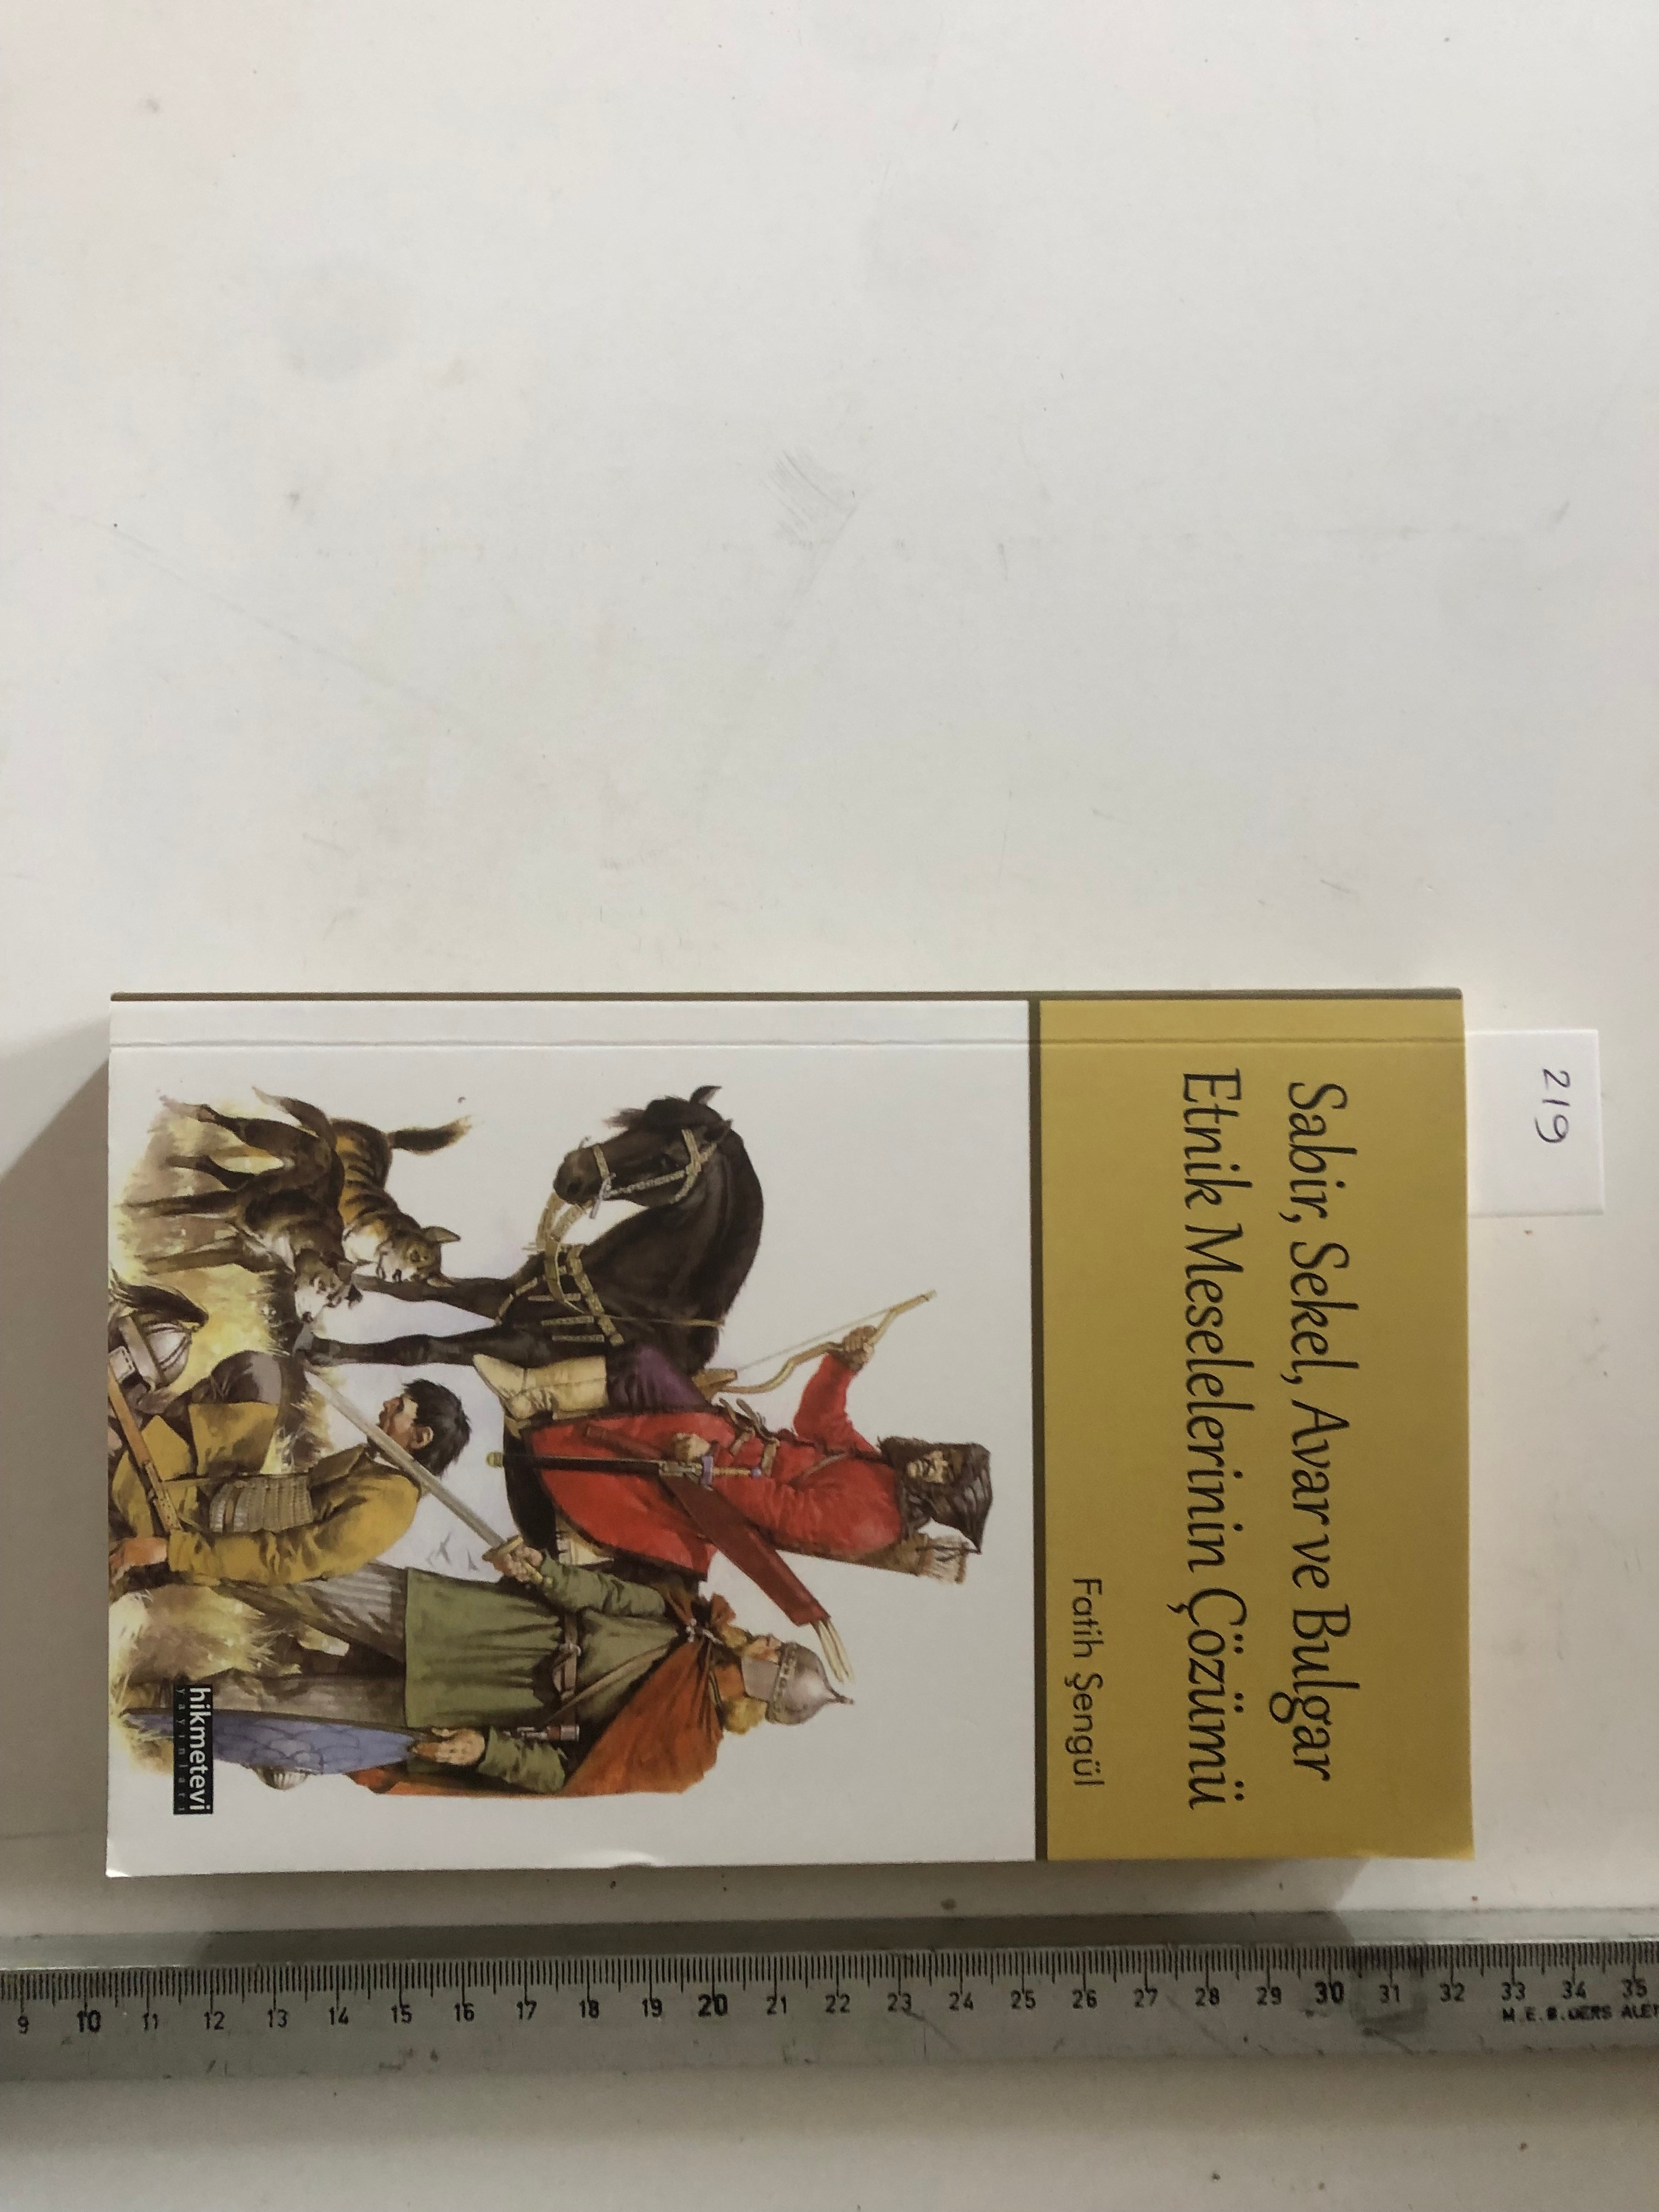 219
Sabir, Sekel, Avar ve Bulgar
Etnik Meselelerinin Çözümü
Fatih Şengül
hikmetevi
yayınları
9 10 11 12 13 14 15 16 17 18 19 20 21 22 23 24 25 26 27 28 29 30 31 32 33 34 35